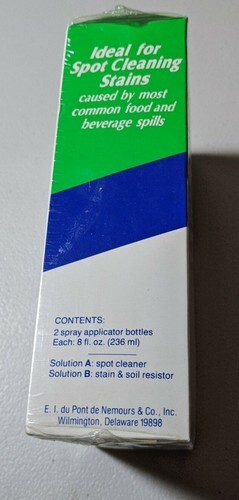 Ideal for
Spot Cleaning
Stains
caused by most
common food and
beverage spills
CONTENTS:
2 spray applicator bottles
Each: 8 fl. oz. (236 ml)
Solution A: spot cleaner
Solution B: stain & soil resistor
E. I. du Pont de Nemours & Co., Inc.
Wilmington, Delaware 19898